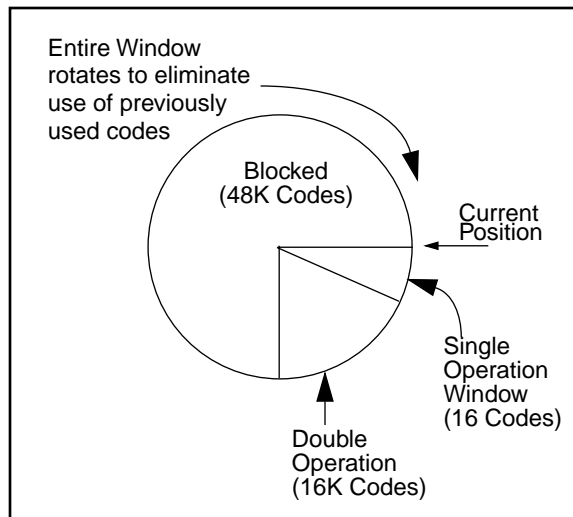 Entire Window
rotates to eliminate
use of previously
used codes
Blocked
(48K Codes)
Current
Position
Single
Operation
Window
(16 Codes)
Double
Operation
(16K Codes)